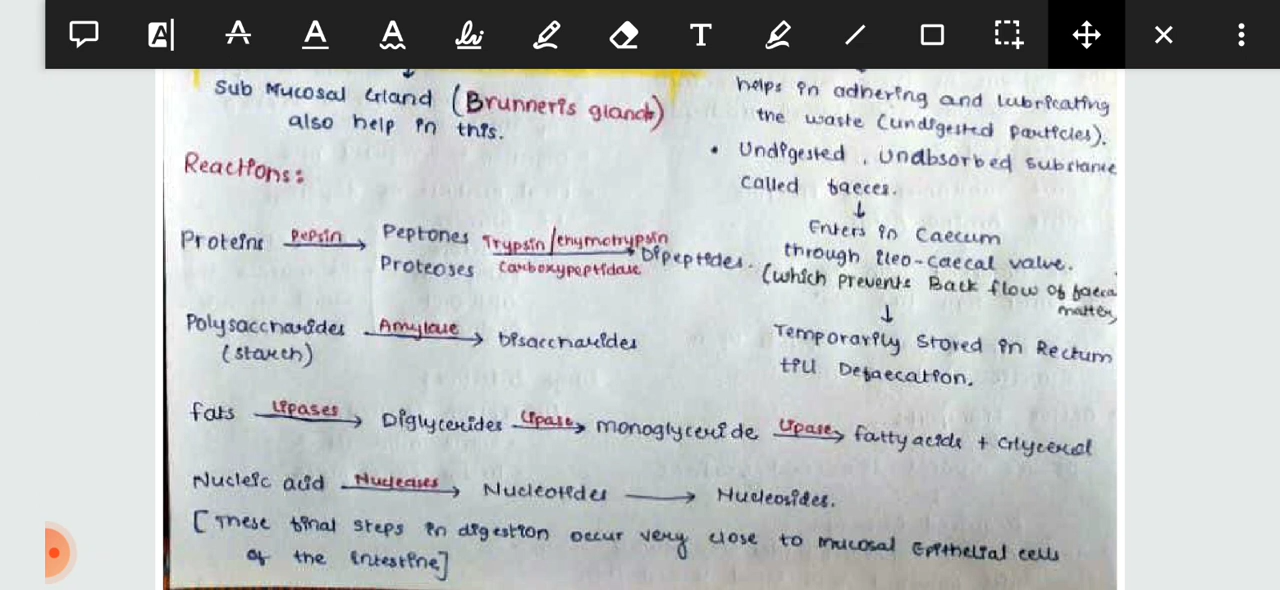 Sub Mucosal Gland (Brunner's gland)
also help in this.
Reactions:
Proteins pepsin → Peptones Proteoses Trypsin/chymotrypsin Carboxypeptidase → Dipeptides.
Polysaccharides (starch) Amylase → Disaccharides
fats Lipases → Diglycerides Lipase → monoglyceride Lipase → fatty acids + Glycerol
Nucleic acid Nucleases → Nucleotides → Nucleosides.
[These final steps in digestion occur very close to mucosal Epithelial cells
of the intestine]
helps in adhering and lubricating
the waste (undigested particles).
• Undigested, unabsorbed substance
called faeces.
↓
Enters in Caecum
through Ileo-caecal valve.
(which prevents Back flow of faecal
matter)
↓
Temporarily Stored in Rectum
till Defaecation.